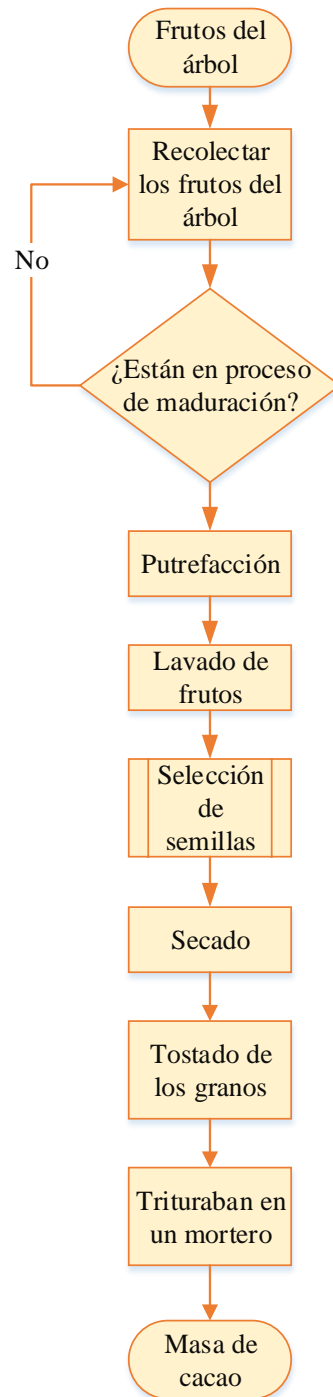 Frutos del
árbol
Recolectar
los frutos del
árbol
No
¿Están en proceso
de maduración?
Putrefacción
Lavado de
frutos
Selección
de
semillas
Secado
Tostado de
los granos
Trituraban en
un mortero
Masa de
cacao